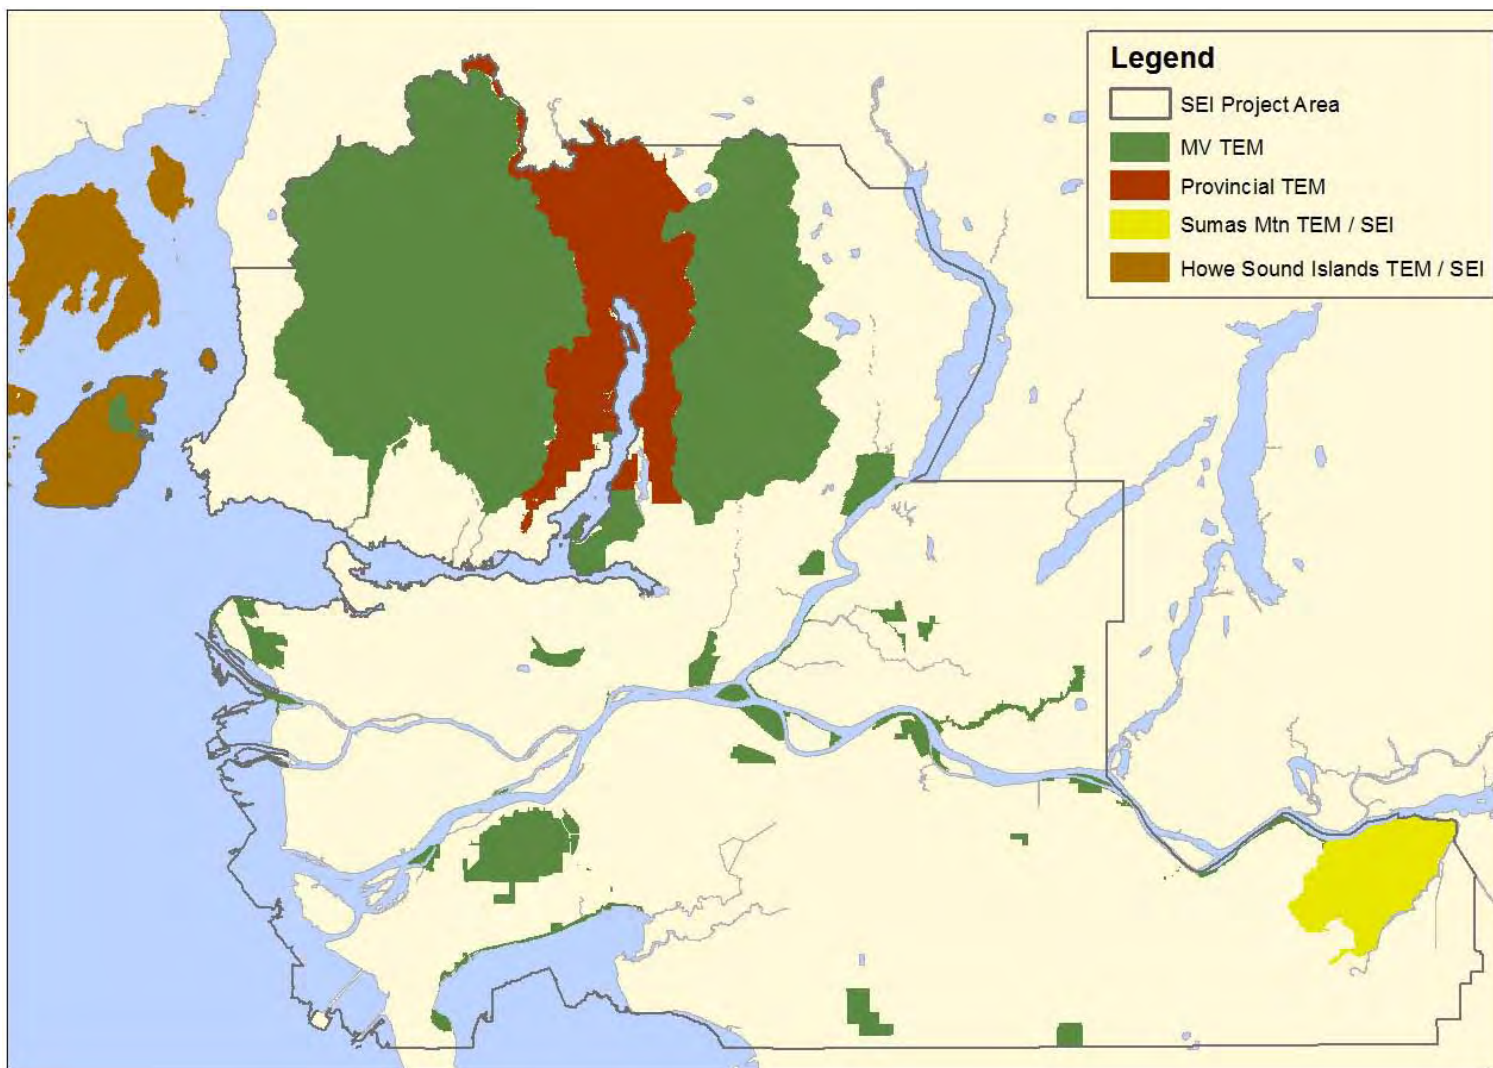 Legend
SEI Project Area
MV TEM
Provincial TEM
Sumas Mtn TEM / SEI
Howe Sound Islands TEM / SEI